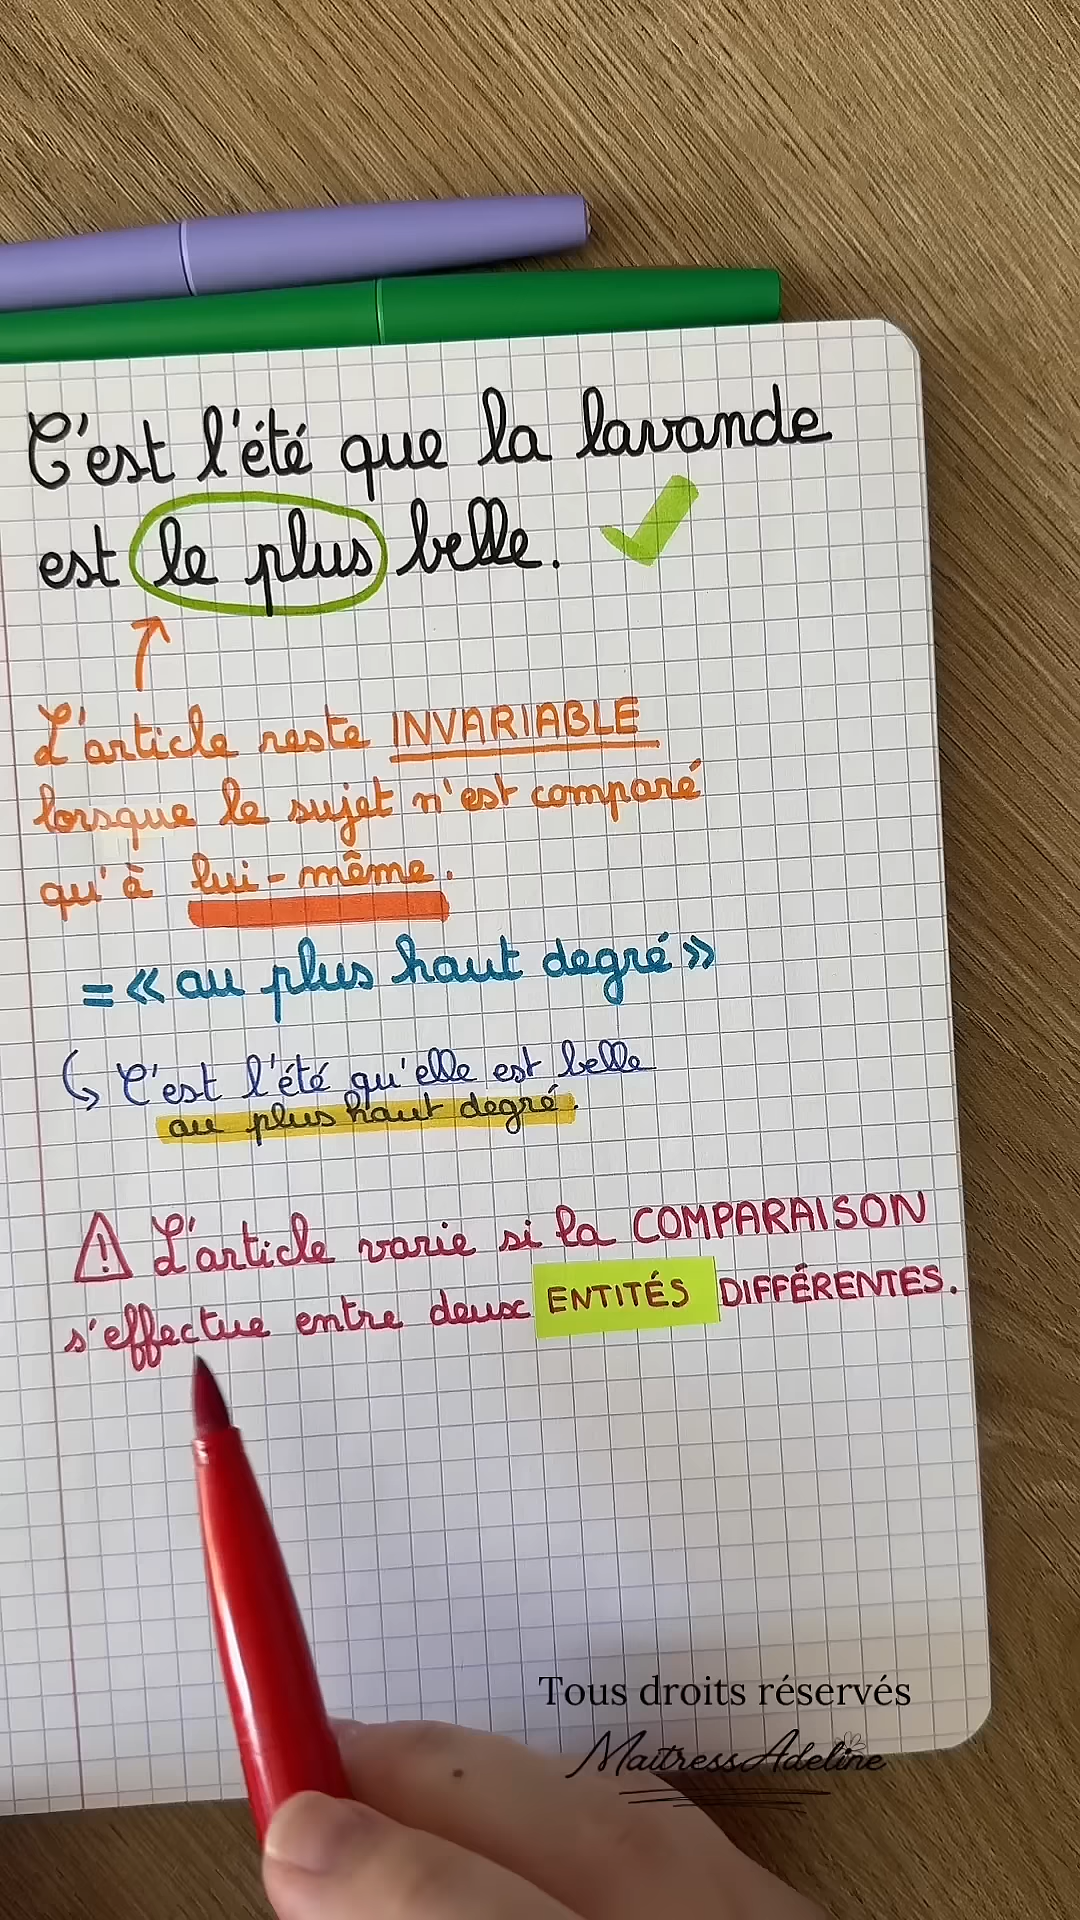 C'est l'été que la lavande
est le plus belle.
L'article reste INVARIABLE
lorsque le sujet n'est comparé
qu'à lui-même.
= « au plus haut degré »
C'est l'été qu'elle est belle
au plus haut degré.
L'article varie si la COMPARAISON
s'effectue entre deux ENTITÉS DIFFÉRENTES.
Tous droits réservés
MaitressAdeline